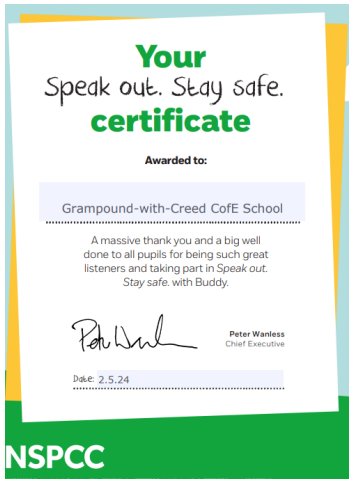 Your
Speak out. Stay safe.
certificate
Awarded to:
Grampound-with-Creed CofE School
A massive thank you and a big well
done to all pupils for being such great
listeners and taking part in Speak out.
Stay safe. with Buddy.
Pete Wanless
Peter Wanless
Chief Executive
Date: 2.5.24
NSPCC